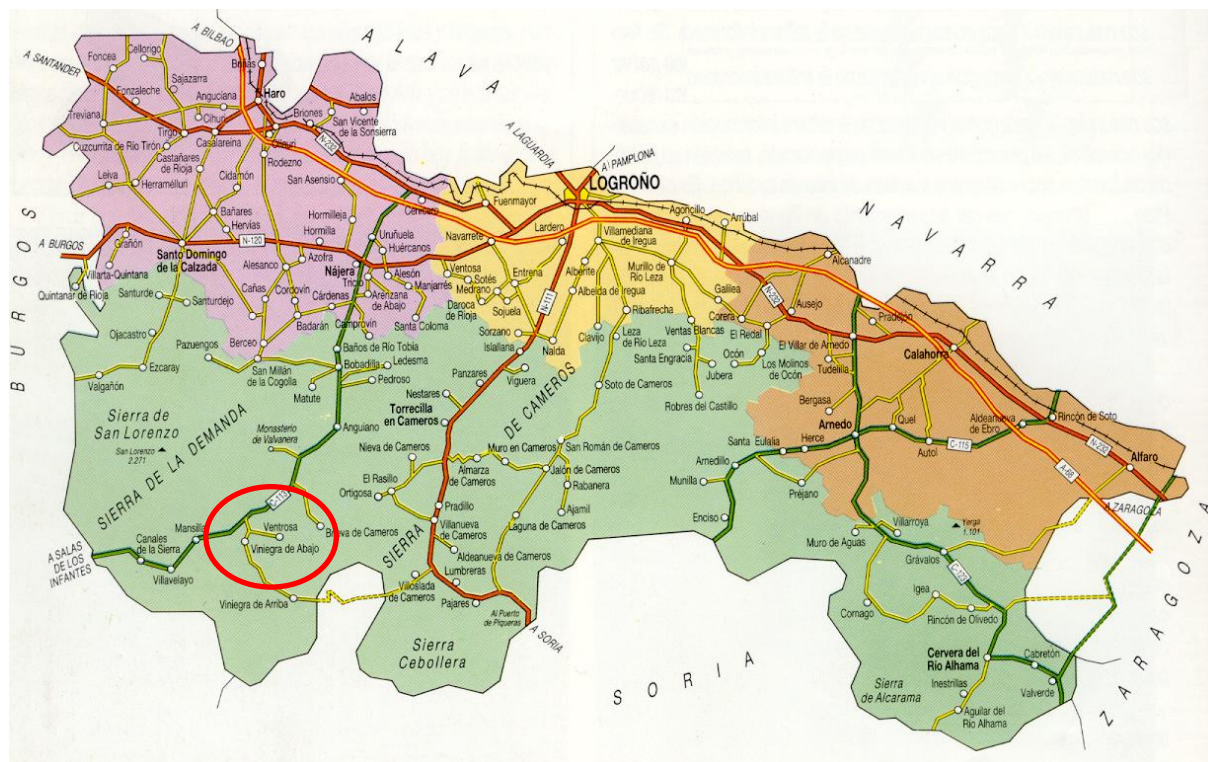 A L A V A
A BILBAO
A SANTANDER
Foncea
Cellorigo
Briñas
Sajazarra
Fonzaleche
Anguciana
Haro
Cihuri
Abalos
Treviana
Tirgo
Casalareina
Briones
San Vicente
de la Sonsierra
Cuzcurrita de Río Tirón
Ollauri
N-232
Rodezno
Castañares
de Rioja
Leiva
Herramélluri
Cidamón
San Asensio
A LAGUARDIA
A PAMPLONA
LOGROÑO
Cenicero
Fuenmayor
Agoncillo
Arrúbal
N A V A R R A
B U R G O S
Bañares
Hervias
Hormilleja
Hormilla
Uruñuela
Huércanos
Navarrete
Lardero
Villamediana
de Iregua
A BURGOS
Grañón
N-120
Santo Domingo
de la Calzada
Azofra
Alesanco
Nájera
Tricio
Alesón
Manjarrés
Ventosa
Sotés
Medrano
Entrena
Alberite
Murillo de
Río Leza
Alcanadre
Villarta-Quintana
Quintanar de Rioja
Santurde
Santurdejo
Cañas
Cordovín
Cárdenas
Arenzana
de Abajo
Daroca
de Rioja
Sojuela
N-111
Albelda de Iregua
Galilea
N-232
Ausejo
Badarán
Camprovín
Santa Coloma
Sorzano
Ribafrecha
Corera
Pradejón
Ojacastro
Pazuengos
Berceo
Baños de Río Tobía
Islallana
Nalda
Clavijo
Leza
de Río Leza
Ventas Blancas
El Redal
El Villar de Arnedo
Calahorra
Ezcaray
San Millán
de la Cogolla
Bobadilla
Ledesma
Santa Engracia
Ocón
Los Molinos
de Ocón
Tudelilla
Valgañón
Matute
Pedroso
Panzares
Viguera
Jubera
Soto de Cameros
Nestares
Robres del Castillo
Bergasa
Sierra de
San Lorenzo
San Lorenzo
2.271
SIERRA DE LA DEMANDA
Monasterio
de Valvanera
Anguiano
Torrecilla
en Cameros
DE CAMEROS
Quel
Aldeanueva
de Ebro
Rincón de Soto
Arnedo
Nieva de Cameros
Muro en Cameros
San Román de Cameros
Santa Eulalia
Herce
Autol
C-115
N-232
Arnedillo
Alfaro
El Rasillo
Almarza
de Cameros
Jalón de Cameros
Rabanera
A-68
Ortigosa
Munilla
Préjano
C-113
Pradillo
Ajamil
Laguna de Cameros
Enciso
A ZARAGOZA
Mansilla
Ventrosa
Brieva de Cameros
SIERRA
Villanueva
de Cameros
Villarroya
Yerga
1.101
Canales
de la Sierra
Viniegra de Abajo
Muro de Aguas
A SALAS
DE LOS
INFANTES
Aldeanueva de Cameros
Grávalos
Villavelayo
Villoslada
de Cameros
Lumbreras
C-123
Viniegra de Arriba
Pajares
Al Puerto
de Piqueras
A SORIA
Igea
Cornago
Rincón de Olivedo
Sierra
Cebollera
Cervera del
Río Alhama
Cabretón
S O R I A
Sierra
de Alcarama
Inestrillas
Valverde
Aguilar del
Río Alhama
Z A R A G O Z A